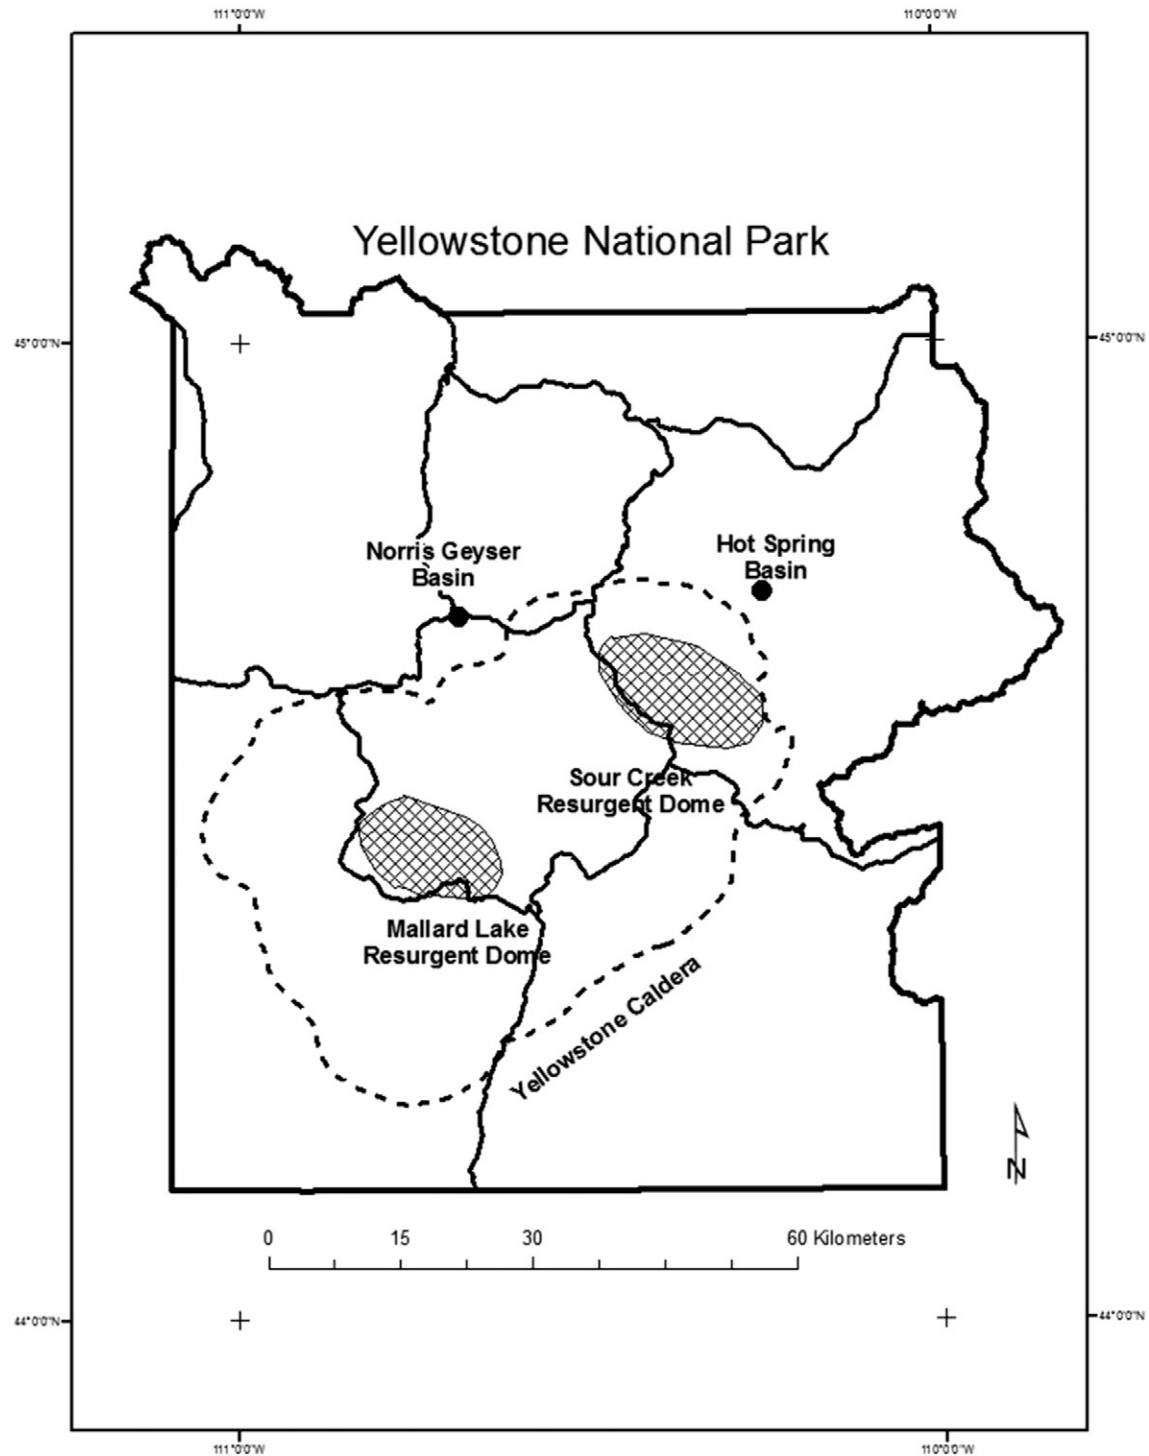 111°0'0"W
110°0'0"W
Yellowstone National Park
45°0'0"N
45°0'0"N
Norris Geyser
Basin
Hot Spring
Basin
Sour Creek
Resurgent Dome
Mallard Lake
Resurgent Dome
Yellowstone Caldera
N
0 15 30 60 Kilometers
44°0'0"N
44°0'0"N
111°0'0"W
110°0'0"W